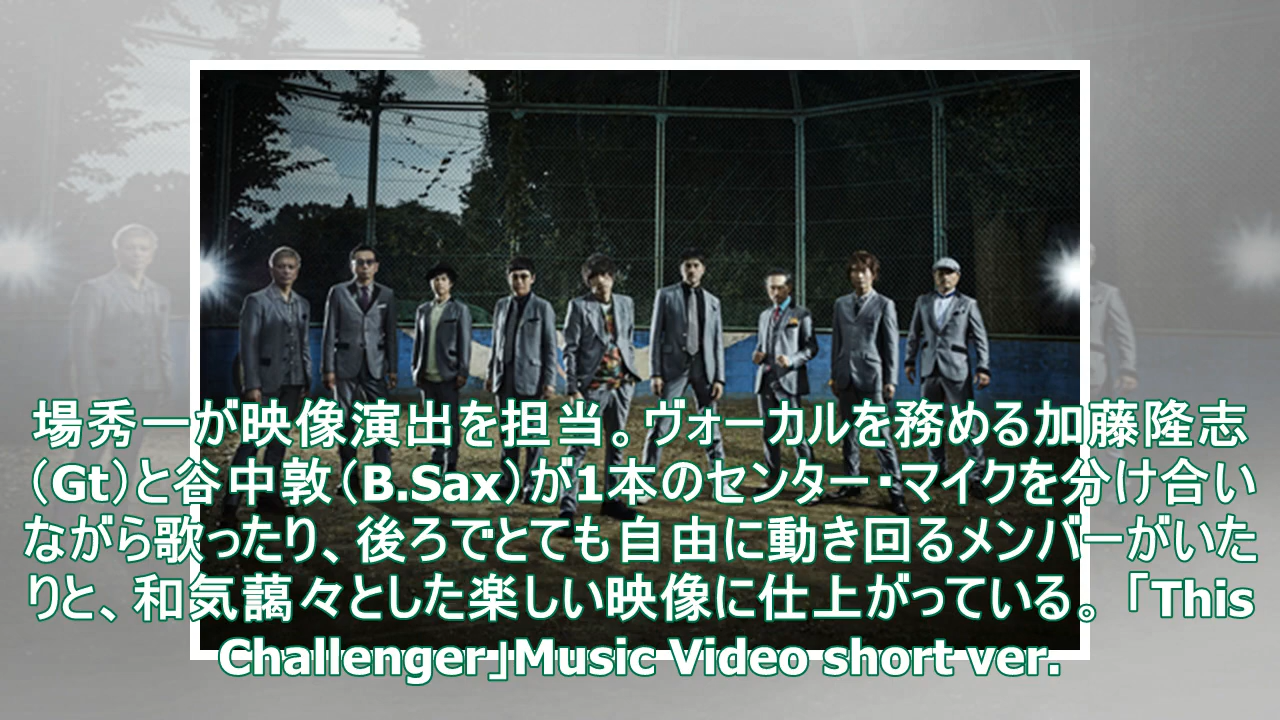 場秀一が映像演出を担当。ヴォーカルを務める加藤隆志
（Gt）と谷中敦（B.Sax）が1本のセンター・マイクを分け合い
ながら歌ったり、後ろでとても自由に動き回るメンバーがいた
りと、和気藹々とした楽しい映像に仕上がっている。「This
Challenger」Music Video short ver.